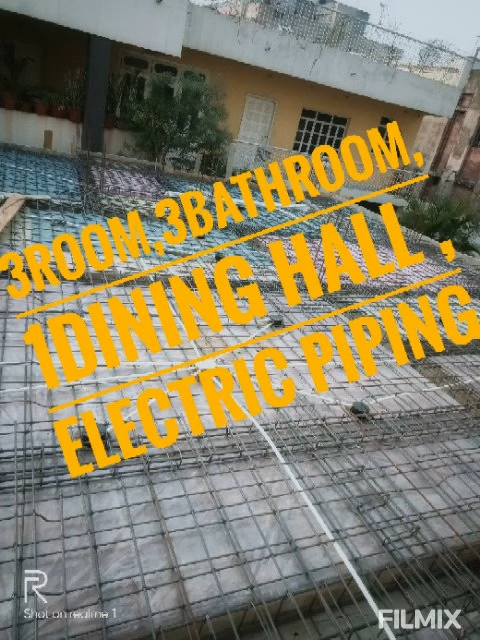 3ROOM,3BATHROOM,
1DINING HALL ,
ELECTRIC PIPING
R
Shot on realme 1
FILMIX